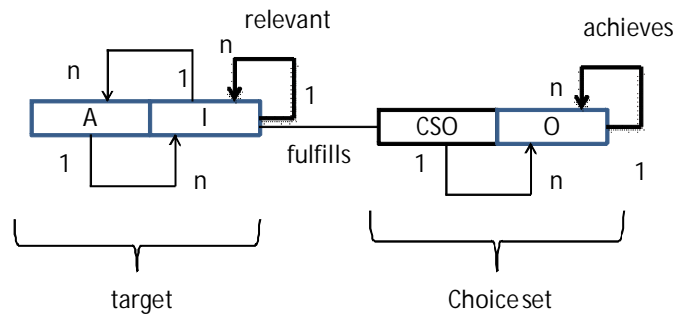 relevant
achieves
n
n
1
1
n
A
I
CSO
O
fulfills
1
n
1
n
1
target
Choice set